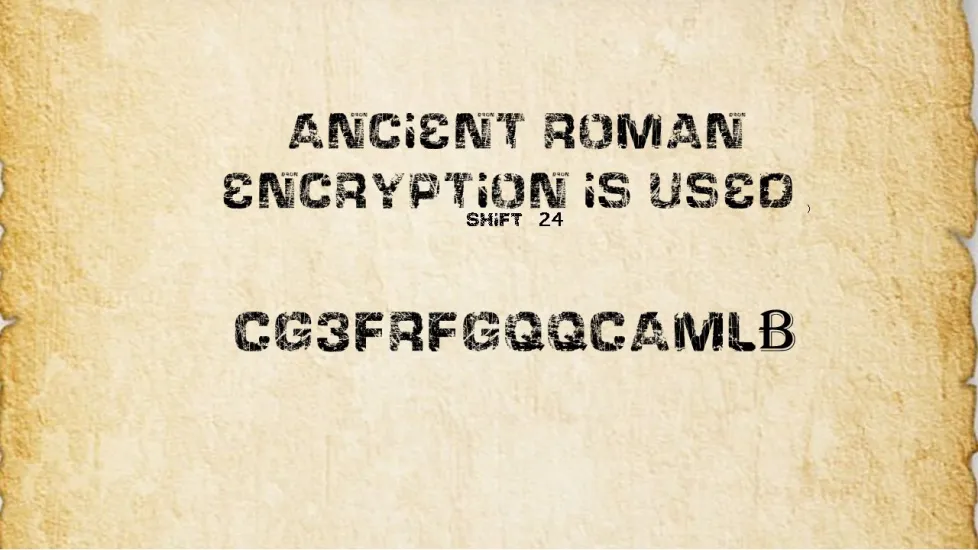 ANCiENT ROMAN
ENCRYPTiON iS USED )
SHiFT 24
CG3FRFGQQCAMLB